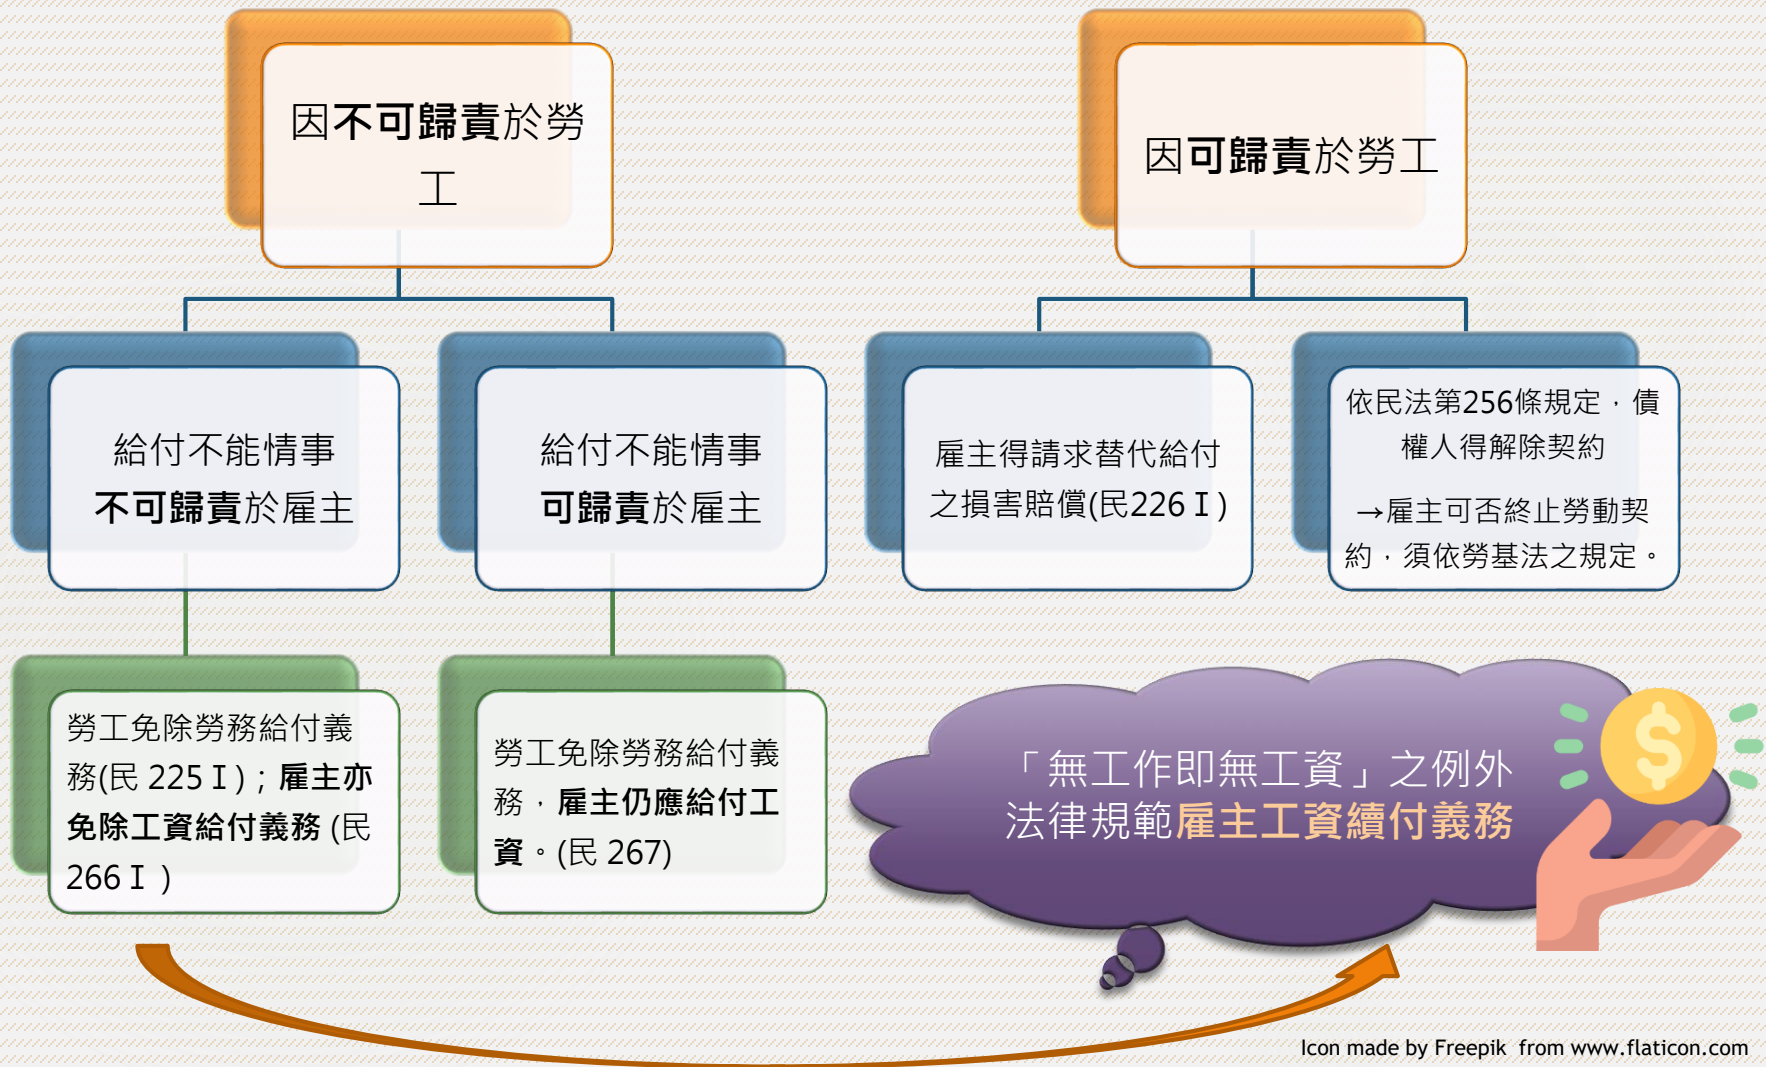 因不可歸責於勞
工
因可歸責於勞工
給付不能情事
不可歸責於雇主
給付不能情事
可歸責於雇主
雇主得請求替代給付
之損害賠償(民226Ⅰ)
依民法第256條規定，債
權人得解除契約
→雇主可否終止勞動契
約，須依勞基法之規定。
勞工免除勞務給付義
務(民 225Ⅰ)；雇主亦
免除工資給付義務 (民
266Ⅰ )
勞工免除勞務給付義
務，雇主仍應給付工
資。(民 267)
「無工作即無工資」之例外
法律規範雇主工資續付義務
$
Icon made by Freepik from www.flaticon.com